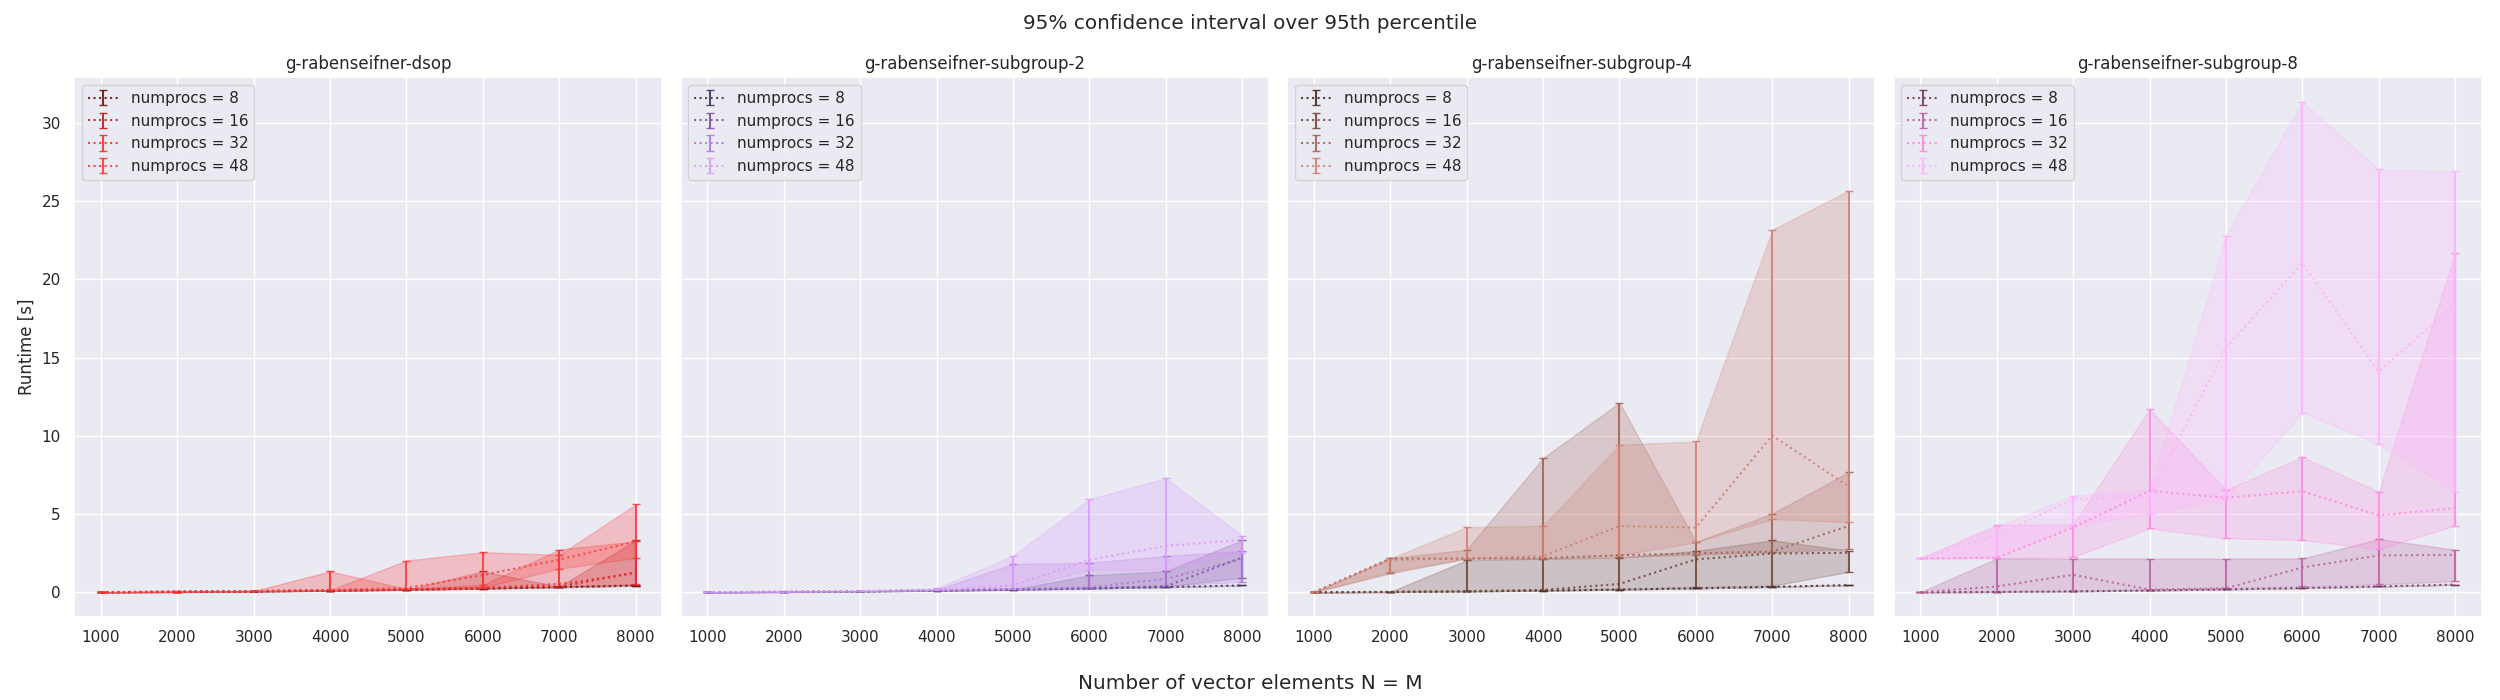 95% confidence interval over 95th percentile
g-rabenseifner-dsop
numprocs = 8
numprocs = 16
numprocs = 32
numprocs = 48
g-rabenseifner-subgroup-2
numprocs = 8
numprocs = 16
numprocs = 32
numprocs = 48
g-rabenseifner-subgroup-4
numprocs = 8
numprocs = 16
numprocs = 32
numprocs = 48
g-rabenseifner-subgroup-8
numprocs = 8
numprocs = 16
numprocs = 32
numprocs = 48
Runtime [s]
30
25
20
15
10
5
0
1000 2000 3000 4000 5000 6000 7000 8000
1000 2000 3000 4000 5000 6000 7000 8000
1000 2000 3000 4000 5000 6000 7000 8000
1000 2000 3000 4000 5000 6000 7000 8000
Number of vector elements N = M